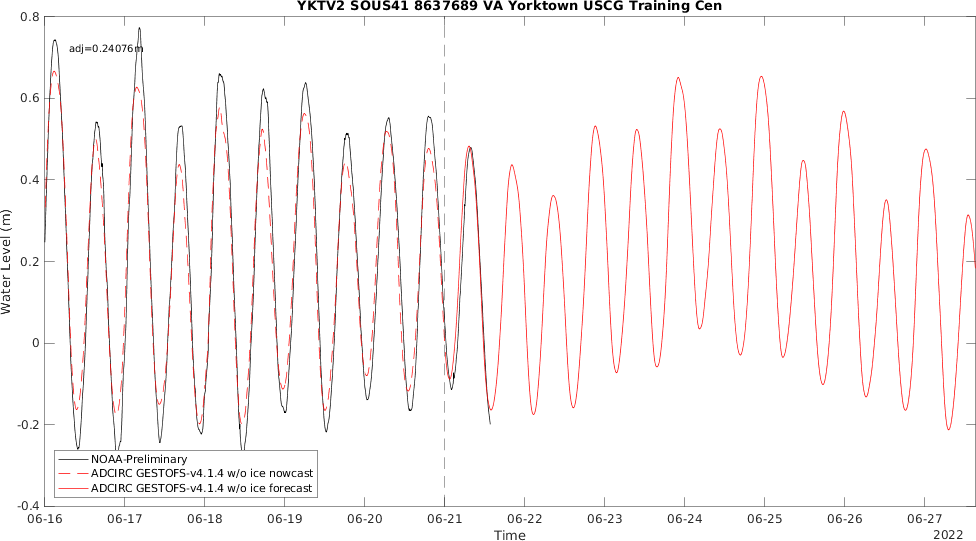 YKTV2 SOUS41 8637689 VA Yorktown USCG Training Cen
adj=0.24076m
Water Level (m)
0.8
0.6
0.4
0.2
0
-0.2
-0.4
NOAA-Preliminary
ADCIRC GESTOFS-v4.1.4 w/o ice nowcast
ADCIRC GESTOFS-v4.1.4 w/o ice forecast
06-16 06-17 06-18 06-19 06-20 06-21 06-22 06-23 06-24 06-25 06-26 06-27
Time
2022